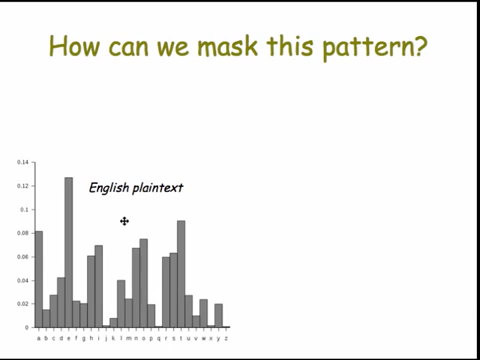 How can we mask this pattern?
0.14
English plaintext
0.12
0.1
0.08
0.06
0.04
0.02
0
a b c d e f g h i j k l m n o p q r s t u v w x y z